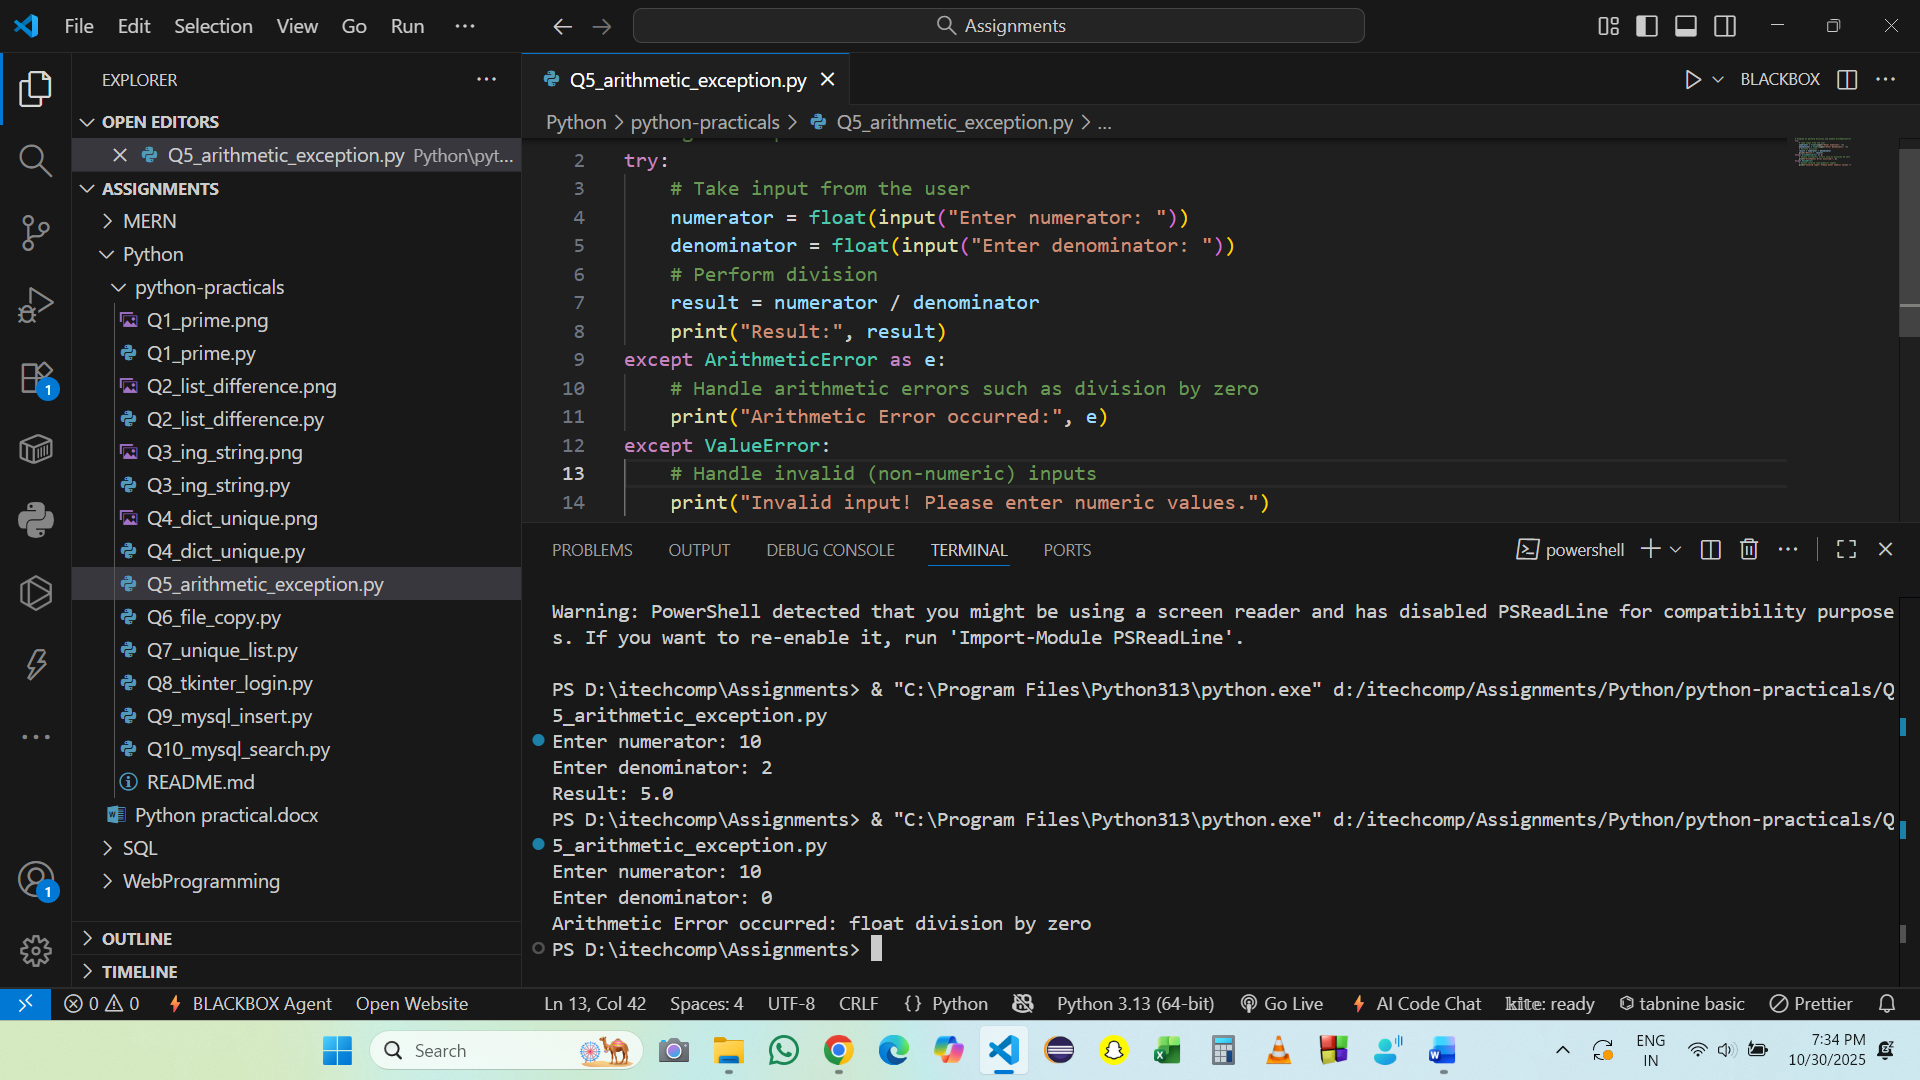 File Edit Selection View Go Run ...
Assignments
EXPLORER
OPEN EDITORS
Q5_arithmetic_exception.py Python\pyt...
ASSIGNMENTS
MERN
Python
python-practicals
Q1_prime.png
Q1_prime.py
Q2_list_difference.png
Q2_list_difference.py
Q3_ing_string.png
Q3_ing_string.py
Q4_dict_unique.png
Q4_dict_unique.py
Q5_arithmetic_exception.py
Q6_file_copy.py
Q7_unique_list.py
Q8_tkinter_login.py
Q9_mysql_insert.py
Q10_mysql_search.py
README.md
Python practical.docx
SQL
WebProgramming
OUTLINE
TIMELINE
Q5_arithmetic_exception.py
BLACKBOX
Python > python-practicals > Q5_arithmetic_exception.py > ...
2 try:
3 # Take input from the user
4 numerator = float(input("Enter numerator: "))
5 denominator = float(input("Enter denominator: "))
6 # Perform division
7 result = numerator / denominator
8 print("Result:", result)
9 except ArithmeticError as e:
10 # Handle arithmetic errors such as division by zero
11 print("Arithmetic Error occurred:", e)
12 except ValueError:
13 # Handle invalid (non-numeric) inputs
14 print("Invalid input! Please enter numeric values.")
PROBLEMS OUTPUT DEBUG CONSOLE TERMINAL PORTS
powershell
Warning: PowerShell detected that you might be using a screen reader and has disabled PSReadLine for compatibility purpose
s. If you want to re-enable it, run 'Import-Module PSReadLine'.
PS D:\itechcomp\Assignments> & "C:\Program Files\Python313\python.exe" d:/itechcomp/Assignments/Python/python-practicals/Q
5_arithmetic_exception.py
Enter numerator: 10
Enter denominator: 2
Result: 5.0
PS D:\itechcomp\Assignments> & "C:\Program Files\Python313\python.exe" d:/itechcomp/Assignments/Python/python-practicals/Q
5_arithmetic_exception.py
Enter numerator: 10
Enter denominator: 0
Arithmetic Error occurred: float division by zero
PS D:\itechcomp\Assignments>
1
1
0 0 BLACKBOX Agent Open Website Ln 13, Col 42 Spaces: 4 UTF-8 CRLF {} Python Python 3.13 (64-bit) Go Live AI Code Chat kite: ready tabnine basic Prettier
Search
ENG
IN
7:34 PM
10/30/2025